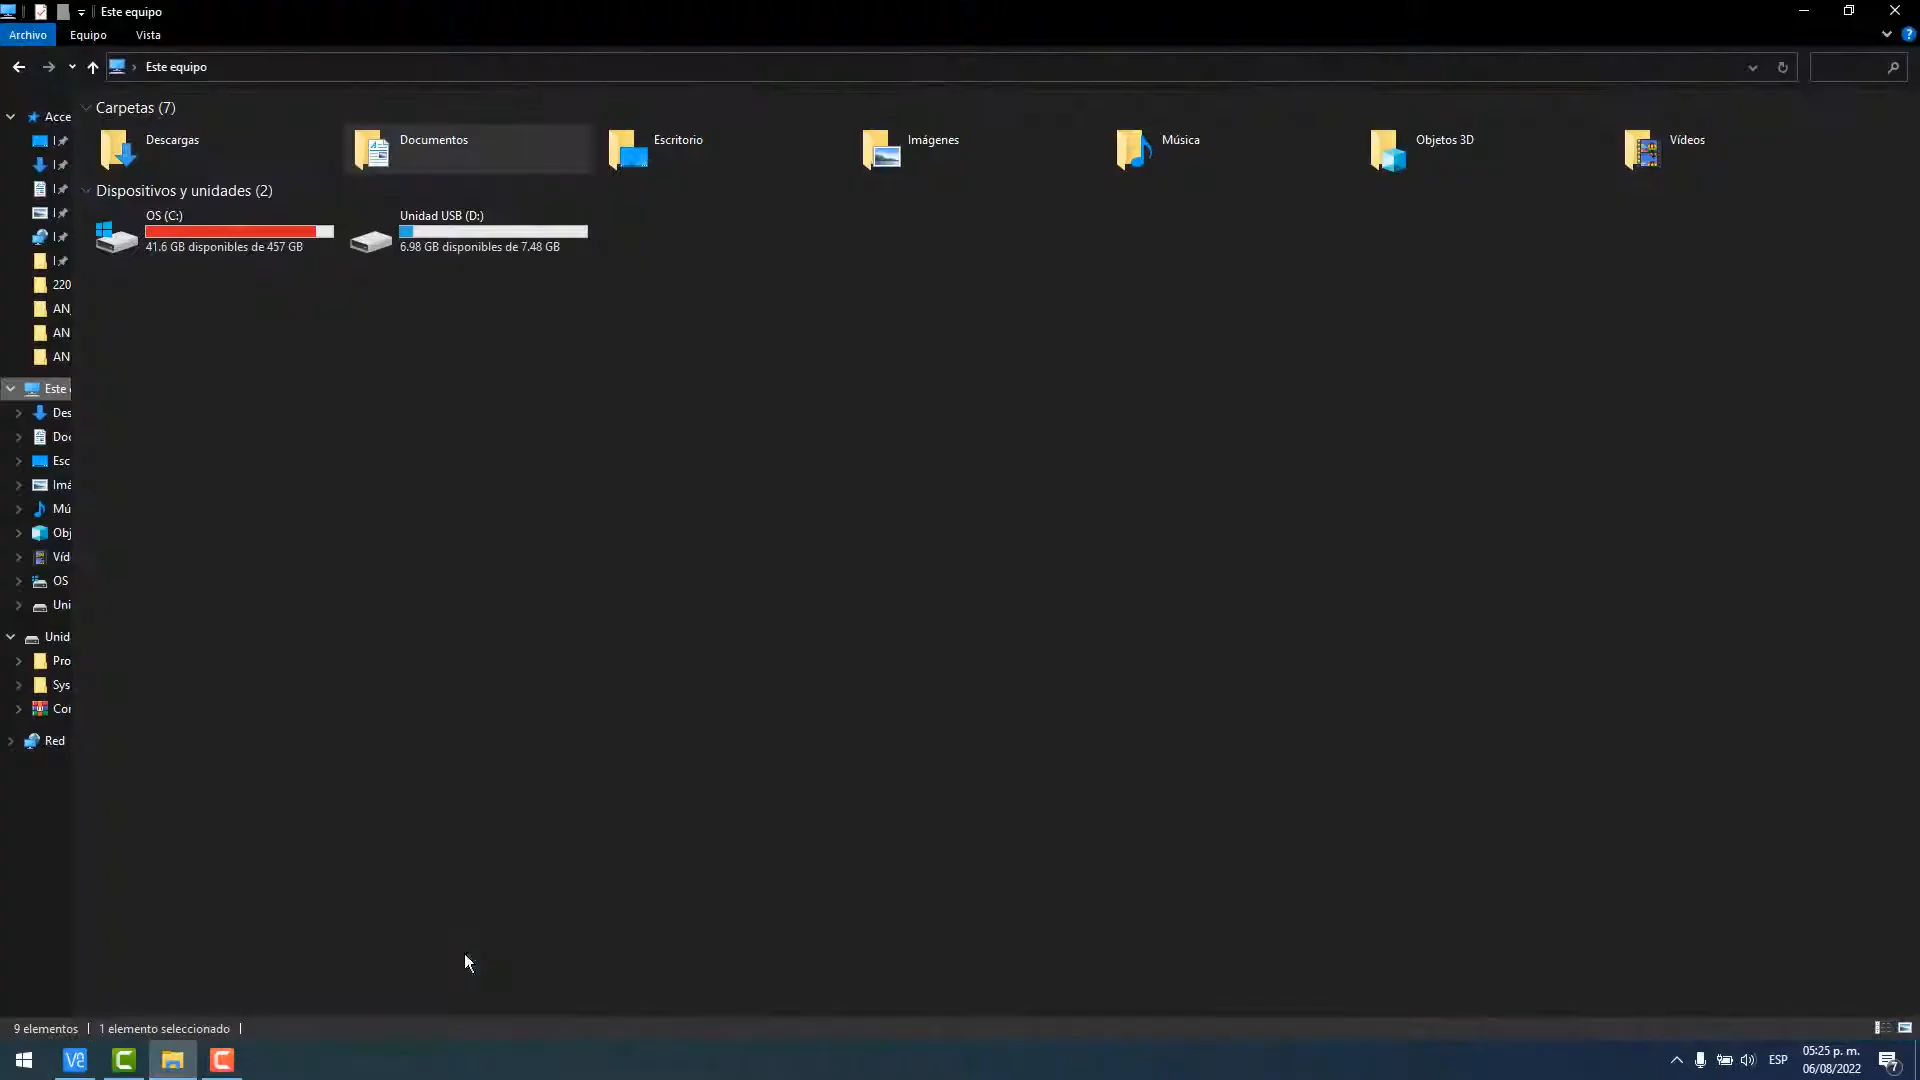 Este equipo
Archivo Equipo Vista
Este equipo
Acce
220
AN
AN
AN
Este
Des
Doc
Esc
Imá
Mú
Obj
Víd
OS
Uni
Unid
Pro
Sys
Cor
Red
Carpetas (7)
Descargas Documentos Escritorio Imágenes Música Objetos 3D Vídeos
Dispositivos y unidades (2)
OS (C:)
41.6 GB disponibles de 457 GB
Unidad USB (D:)
6.98 GB disponibles de 7.48 GB
9 elementos 1 elemento seleccionado
ESP
05:25 p. m.
06/08/2022
7